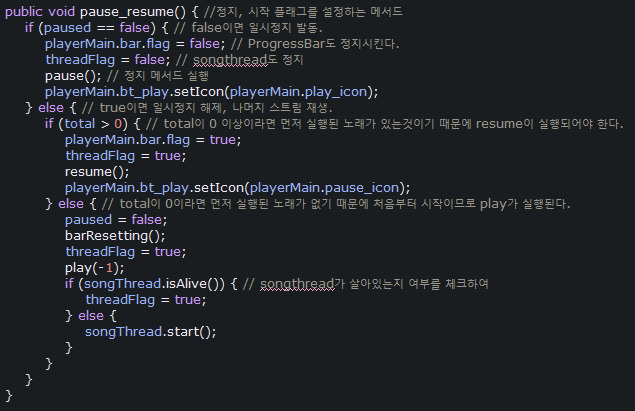 public void pause_resume() { //정지, 시작 플래그를 설정하는 메서드
if (paused == false) { // false이면 일시정지 발동.
playerMain.bar.flag = false; // ProgressBar도 정지시킨다.
threadFlag = false; // songthread도 정지
pause(); // 정지 메서드 실행
playerMain.bt_play.setIcon(playerMain.play_icon);
} else { // true이면 일시정지 해제, 나머지 스트림 재생.
if (total > 0) { // total이 0 이상이라면 먼저 실행된 노래가 있는것이기 때문에 resume이 실행되어야 한다.
playerMain.bar.flag = true;
threadFlag = true;
resume();
playerMain.bt_play.setIcon(playerMain.pause_icon);
} else { // total이 0이라면 먼저 실행된 노래가 없기 때문에 처음부터 시작이므로 play가 실행된다.
paused = false;
barResetting();
threadFlag = true;
play(-1);
if (songThread.isAlive()) { // songthread가 살아있는지 여부를 체크하여
threadFlag = true;
} else {
songThread.start();
}
}
}
}